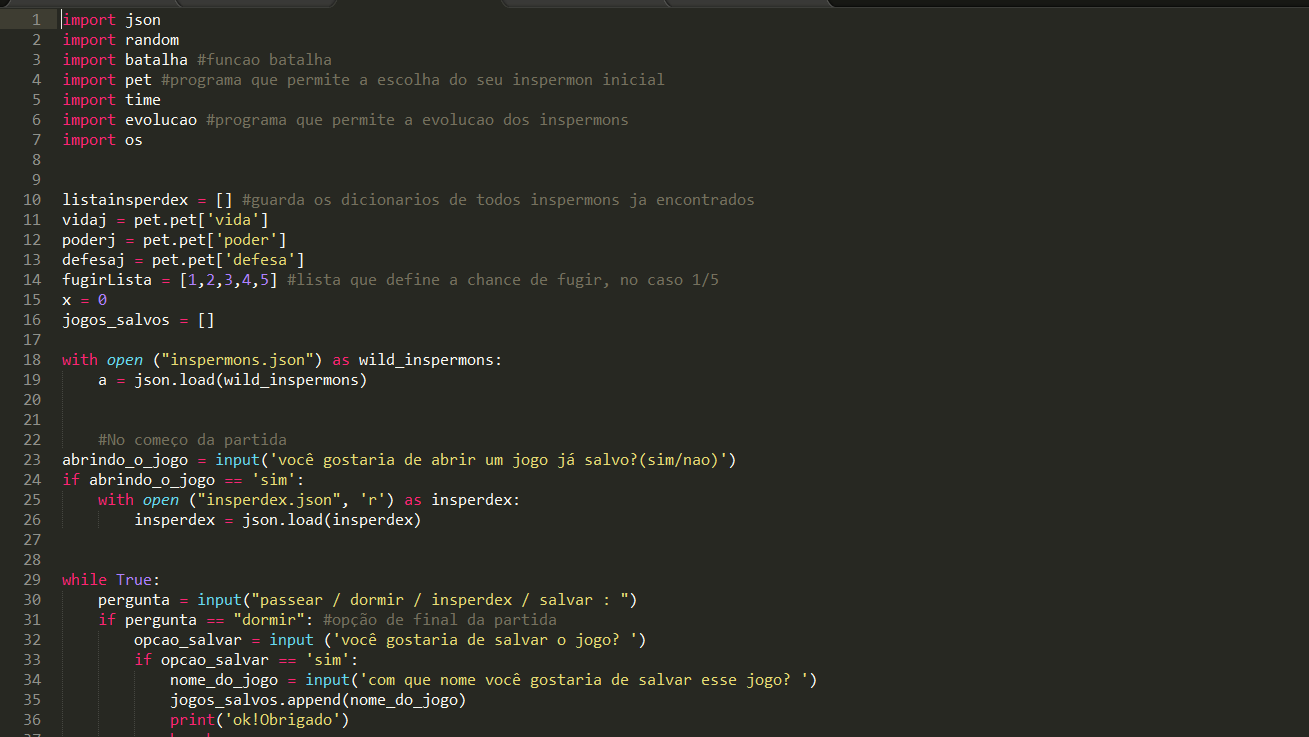 1 import json
2 import random
3 import batalha #funcao batalha
4 import pet #programa que permite a escolha do seu inspermon inicial
5 import time
6 import evolucao #programa que permite a evolucao dos inspermons
7 import os
8
9
10 listainsperdex = [] #guarda os dicionarios de todos inspermons ja encontrados
11 vidaj = pet.pet['vida']
12 poderj = pet.pet['poder']
13 defesaj = pet.pet['defesa']
14 fugirLista = [1,2,3,4,5] #lista que define a chance de fugir, no caso 1/5
15 x = 0
16 jogos_salvos = []
17
18 with open ("inspermons.json") as wild_inspermons:
19     a = json.load(wild_inspermons)
20
21
22     #No começo da partida
23 abrindo_o_jogo = input('você gostaria de abrir um jogo já salvo?(sim/nao)')
24 if abrindo_o_jogo == 'sim':
25     with open ("insperdex.json", 'r') as insperdex:
26         insperdex = json.load(insperdex)
27
28
29 while True:
30     pergunta = input("passear / dormir / insperdex / salvar : ")
31     if pergunta == "dormir": #opção de final da partida
32         opcao_salvar = input ('você gostaria de salvar o jogo? ')
33         if opcao_salvar == 'sim':
34             nome_do_jogo = input('com que nome você gostaria de salvar esse jogo? ')
35             jogos_salvos.append(nome_do_jogo)
36             print('ok!Obrigado')